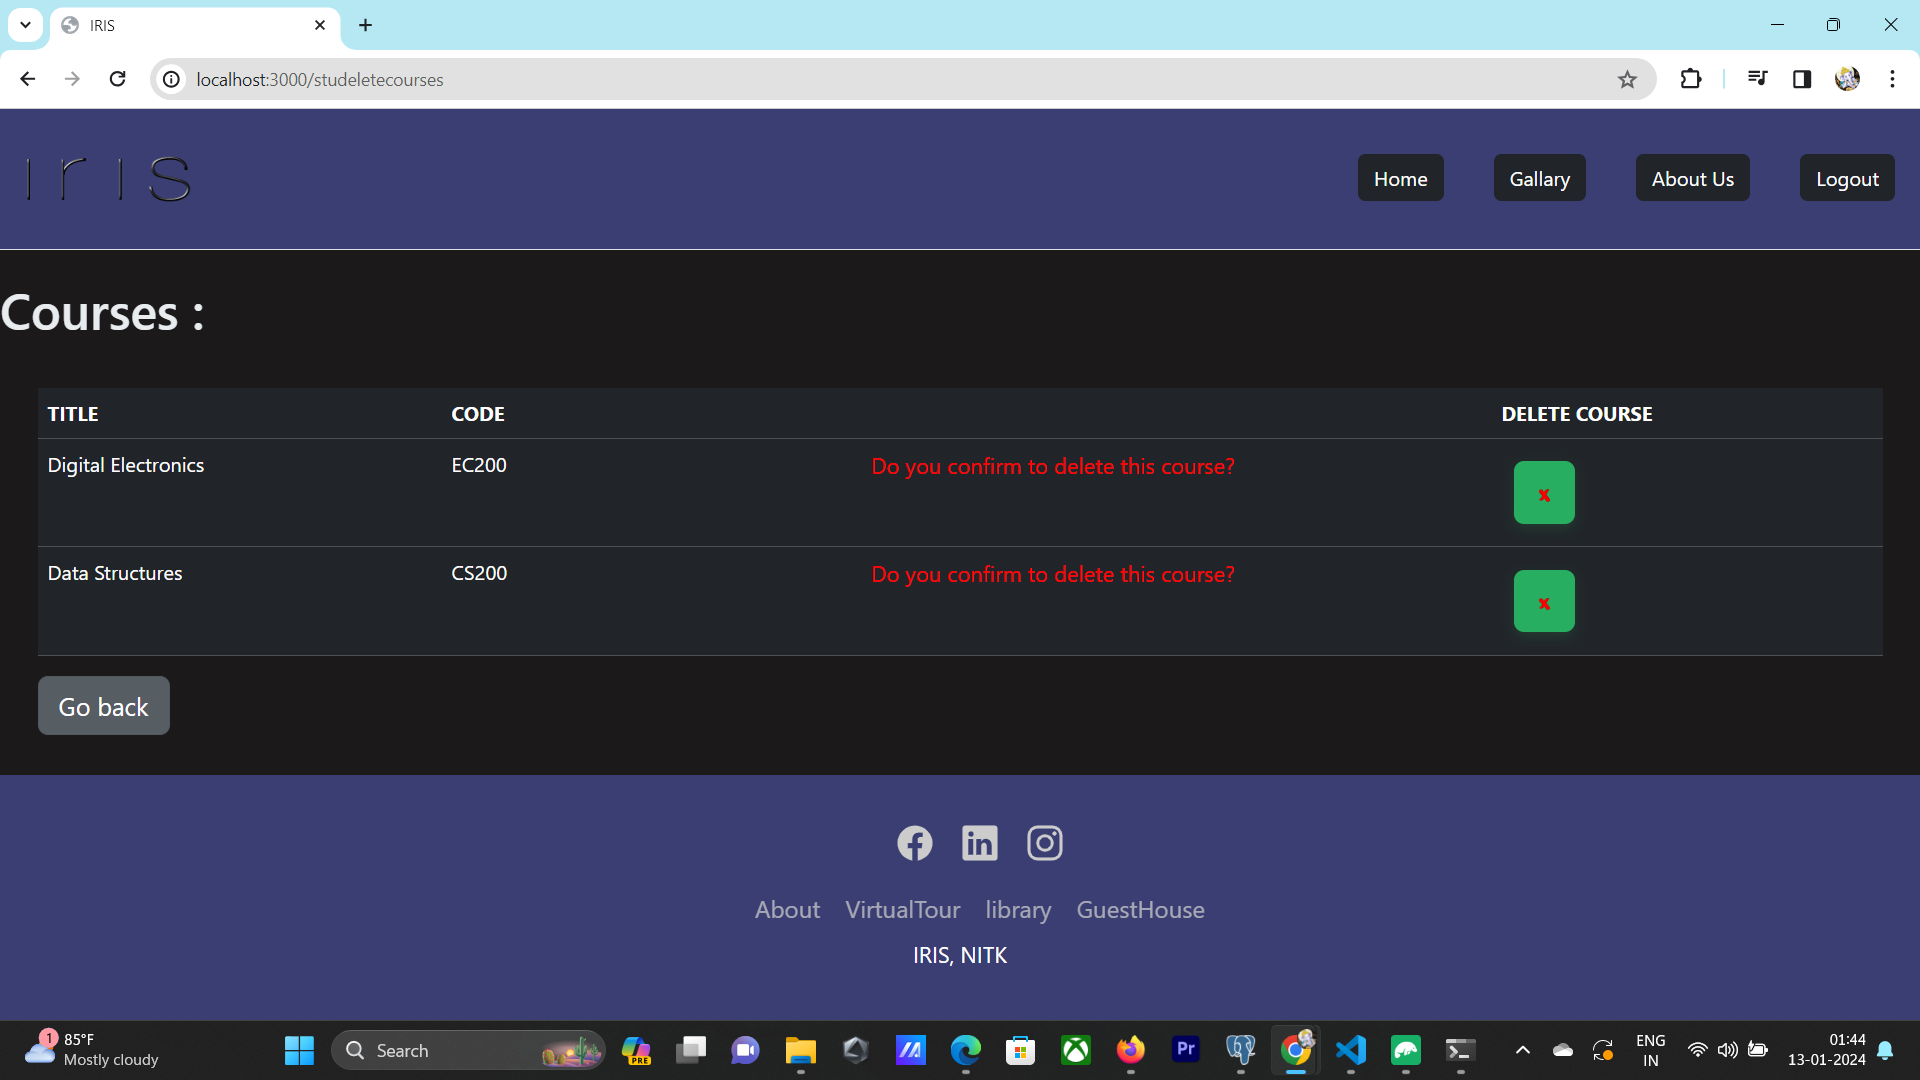 IRIS
localhost:3000/studeletecourses
iris
Home Gallary About Us Logout
Courses :
TITLE CODE DELETE COURSE
Digital Electronics EC200 Do you confirm to delete this course? x
Data Structures CS200 Do you confirm to delete this course? x
Go back
About VirtualTour library GuestHouse
IRIS, NITK
1 85°F
Mostly cloudy
Search
PRE
Pr
ENG
IN
01:44
13-01-2024